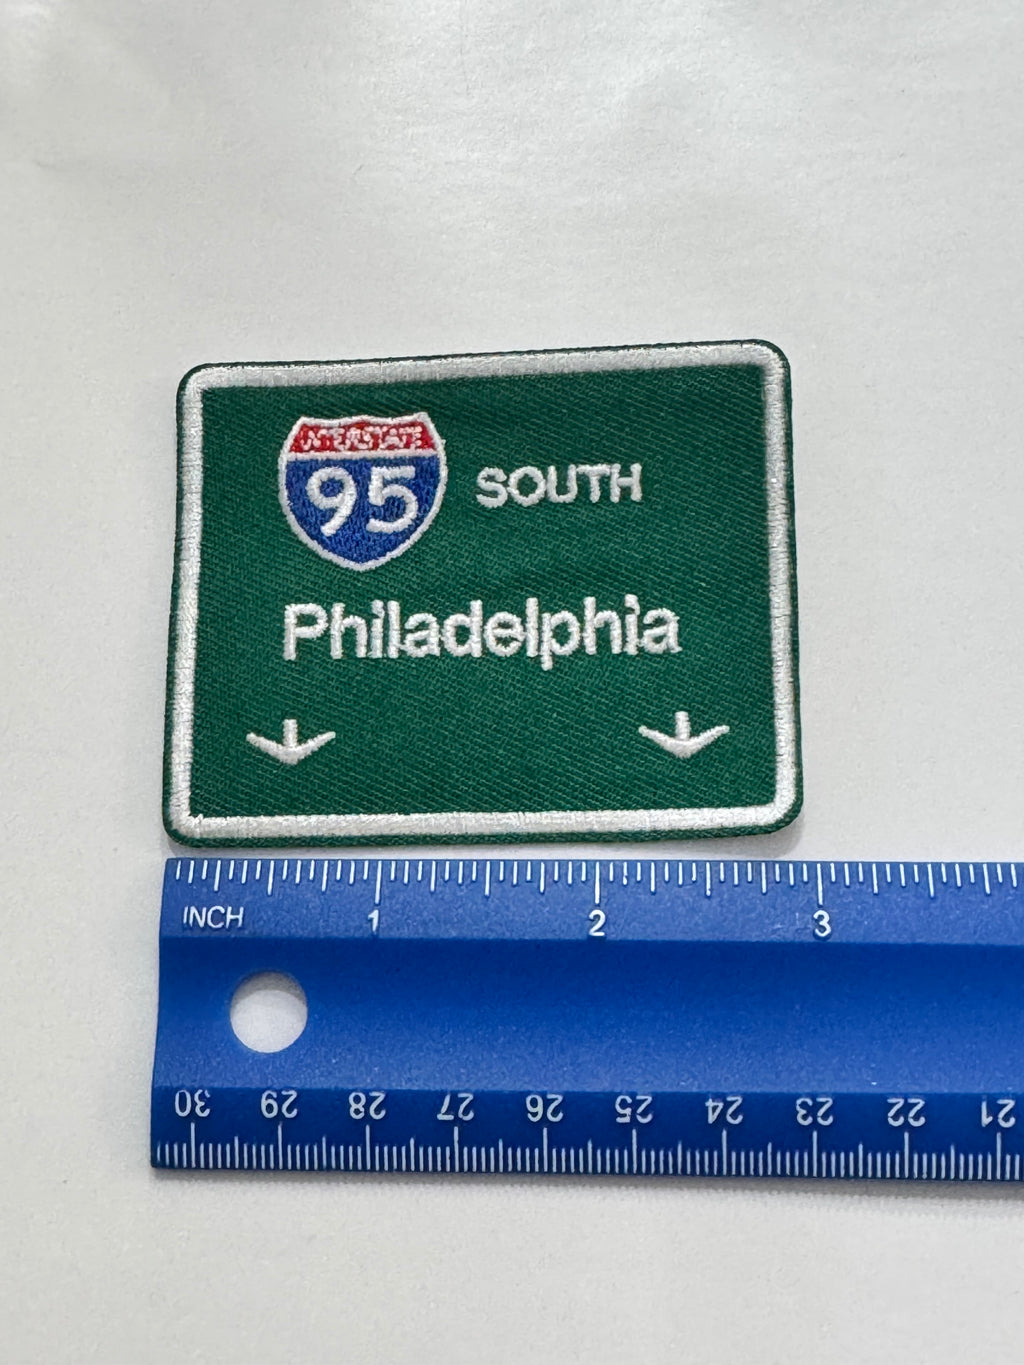 INTERSTATE
95 SOUTH
Philadelphia
INCH 1 2 3
30 29 28 27 26 25 24 23 22 21